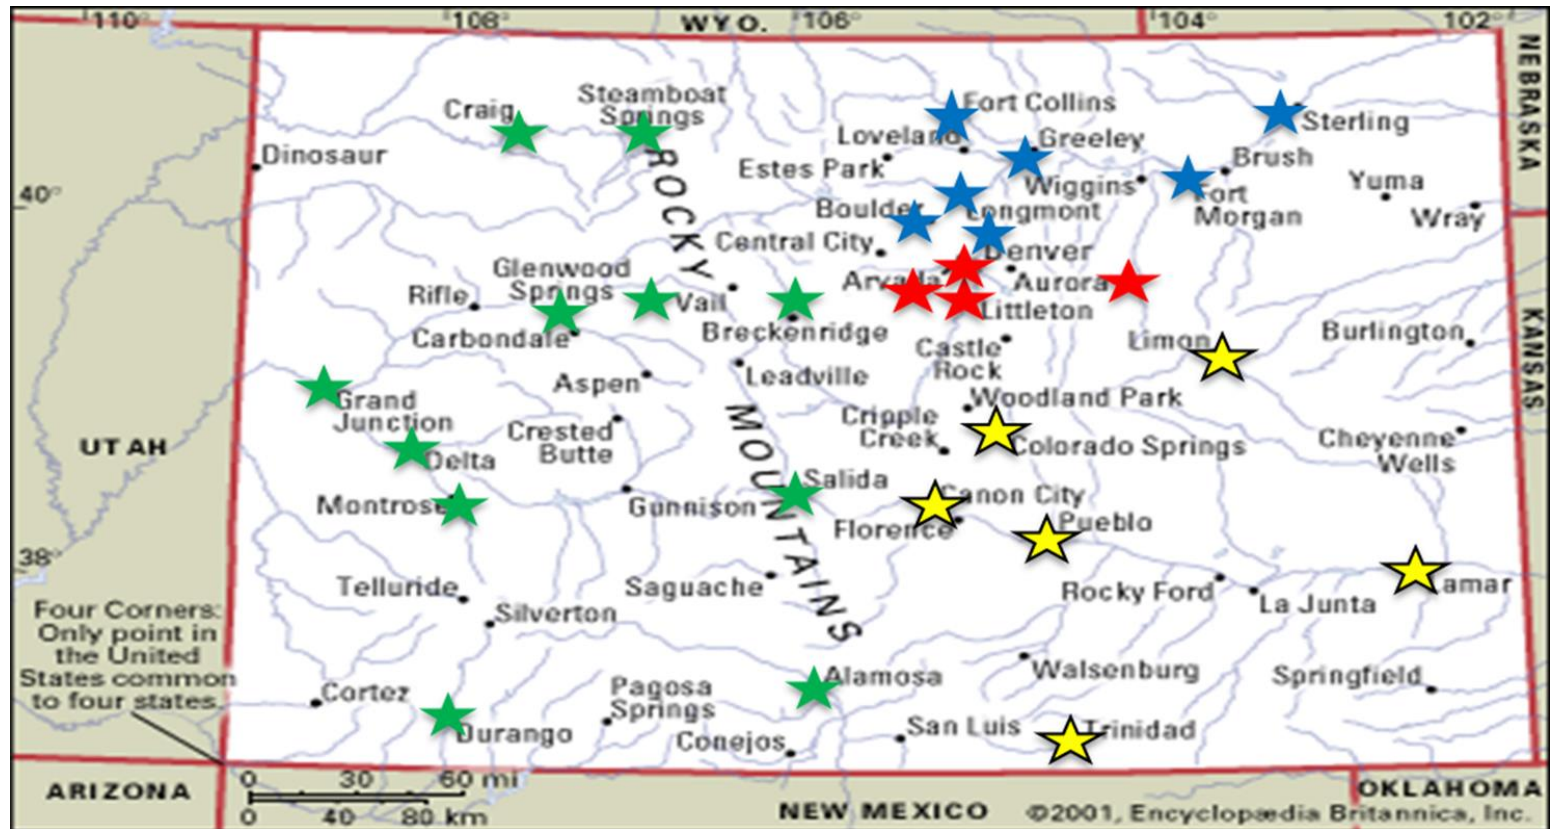 110°
108°
WYO.
106°
104°
102°
NEBRASKA
Craig
Steamboat
Springs
Fort Collins
Loveland
Greeley
Sterling
Dinosaur
Estes Park
Wiggins
Brush
Fort
Morgan
Yuma
Wray
40°
ROCKY
Boulder
Longmont
Central City
Denver
Glenwood
Springs
Rifle
Vail
Arvada
Aurora
Littleton
Carbondale
Breckenridge
Castle
Rock
Limon
Burlington
KANSAS
Aspen
Leadville
Grand
Junction
Woodland Park
UTAH
Crested
Butte
MOUNTAINS
Cripple
Creek
Colorado Springs
Cheyenne
Wells
Delta
Salida
Montrose
Gunnison
Canon City
Florence
Pueblo
38°
Telluride
Saguache
Rocky Ford
La Junta
amar
Four Corners:
Only point in
the United
States common
to four states.
Silverton
Walsenburg
Springfield
Cortez
Pagosa
Springs
Alamosa
Durango
Conejos
San Luis
Trinidad
0 30 60 mi
0 40 80 km
ARIZONA
NEW MEXICO
OKLAHOMA
©2001, Encyclopædia Britannica, Inc.